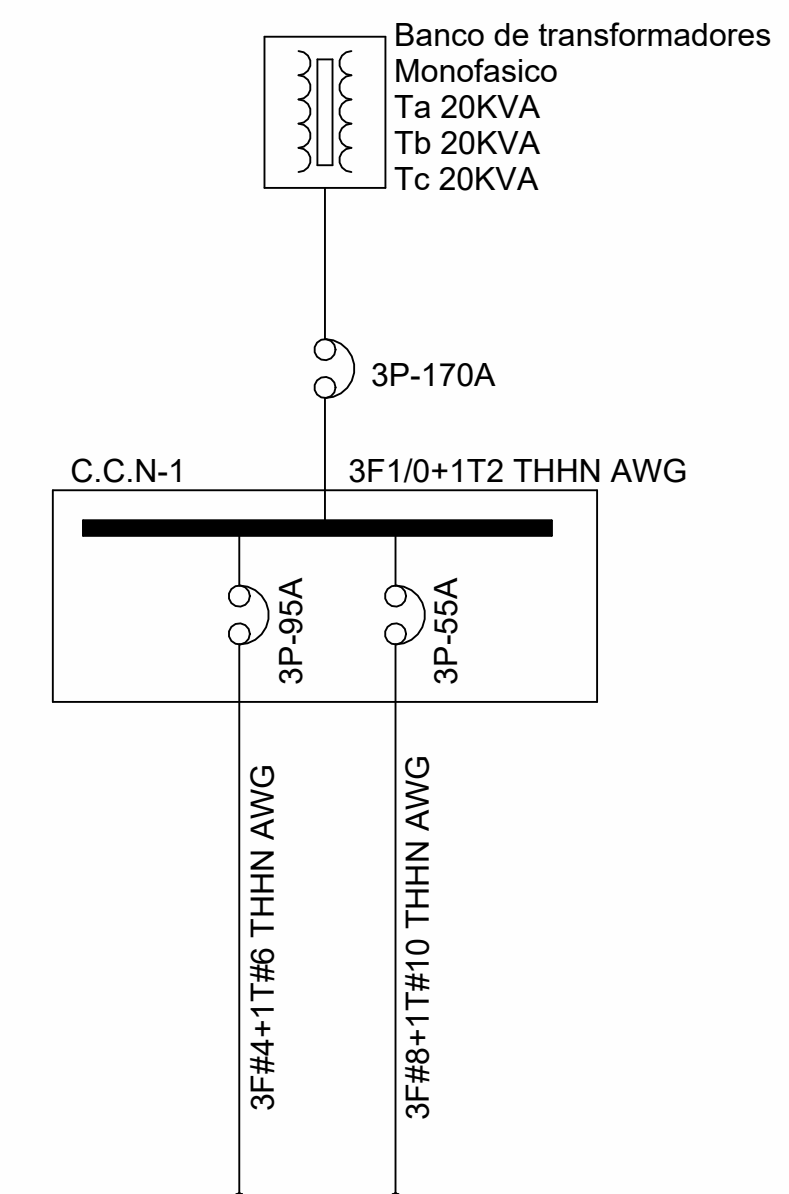 Banco de transformadores
Monofasico
Ta 20KVA
Tb 20KVA
Tc 20KVA
3P-170A
C.C.N-1
3F1/0+1T2 THHN AWG
3P-95A
3P-55A
3F#4+1T#6 THHN AWG
3F#8+1T#10 THHN AWG